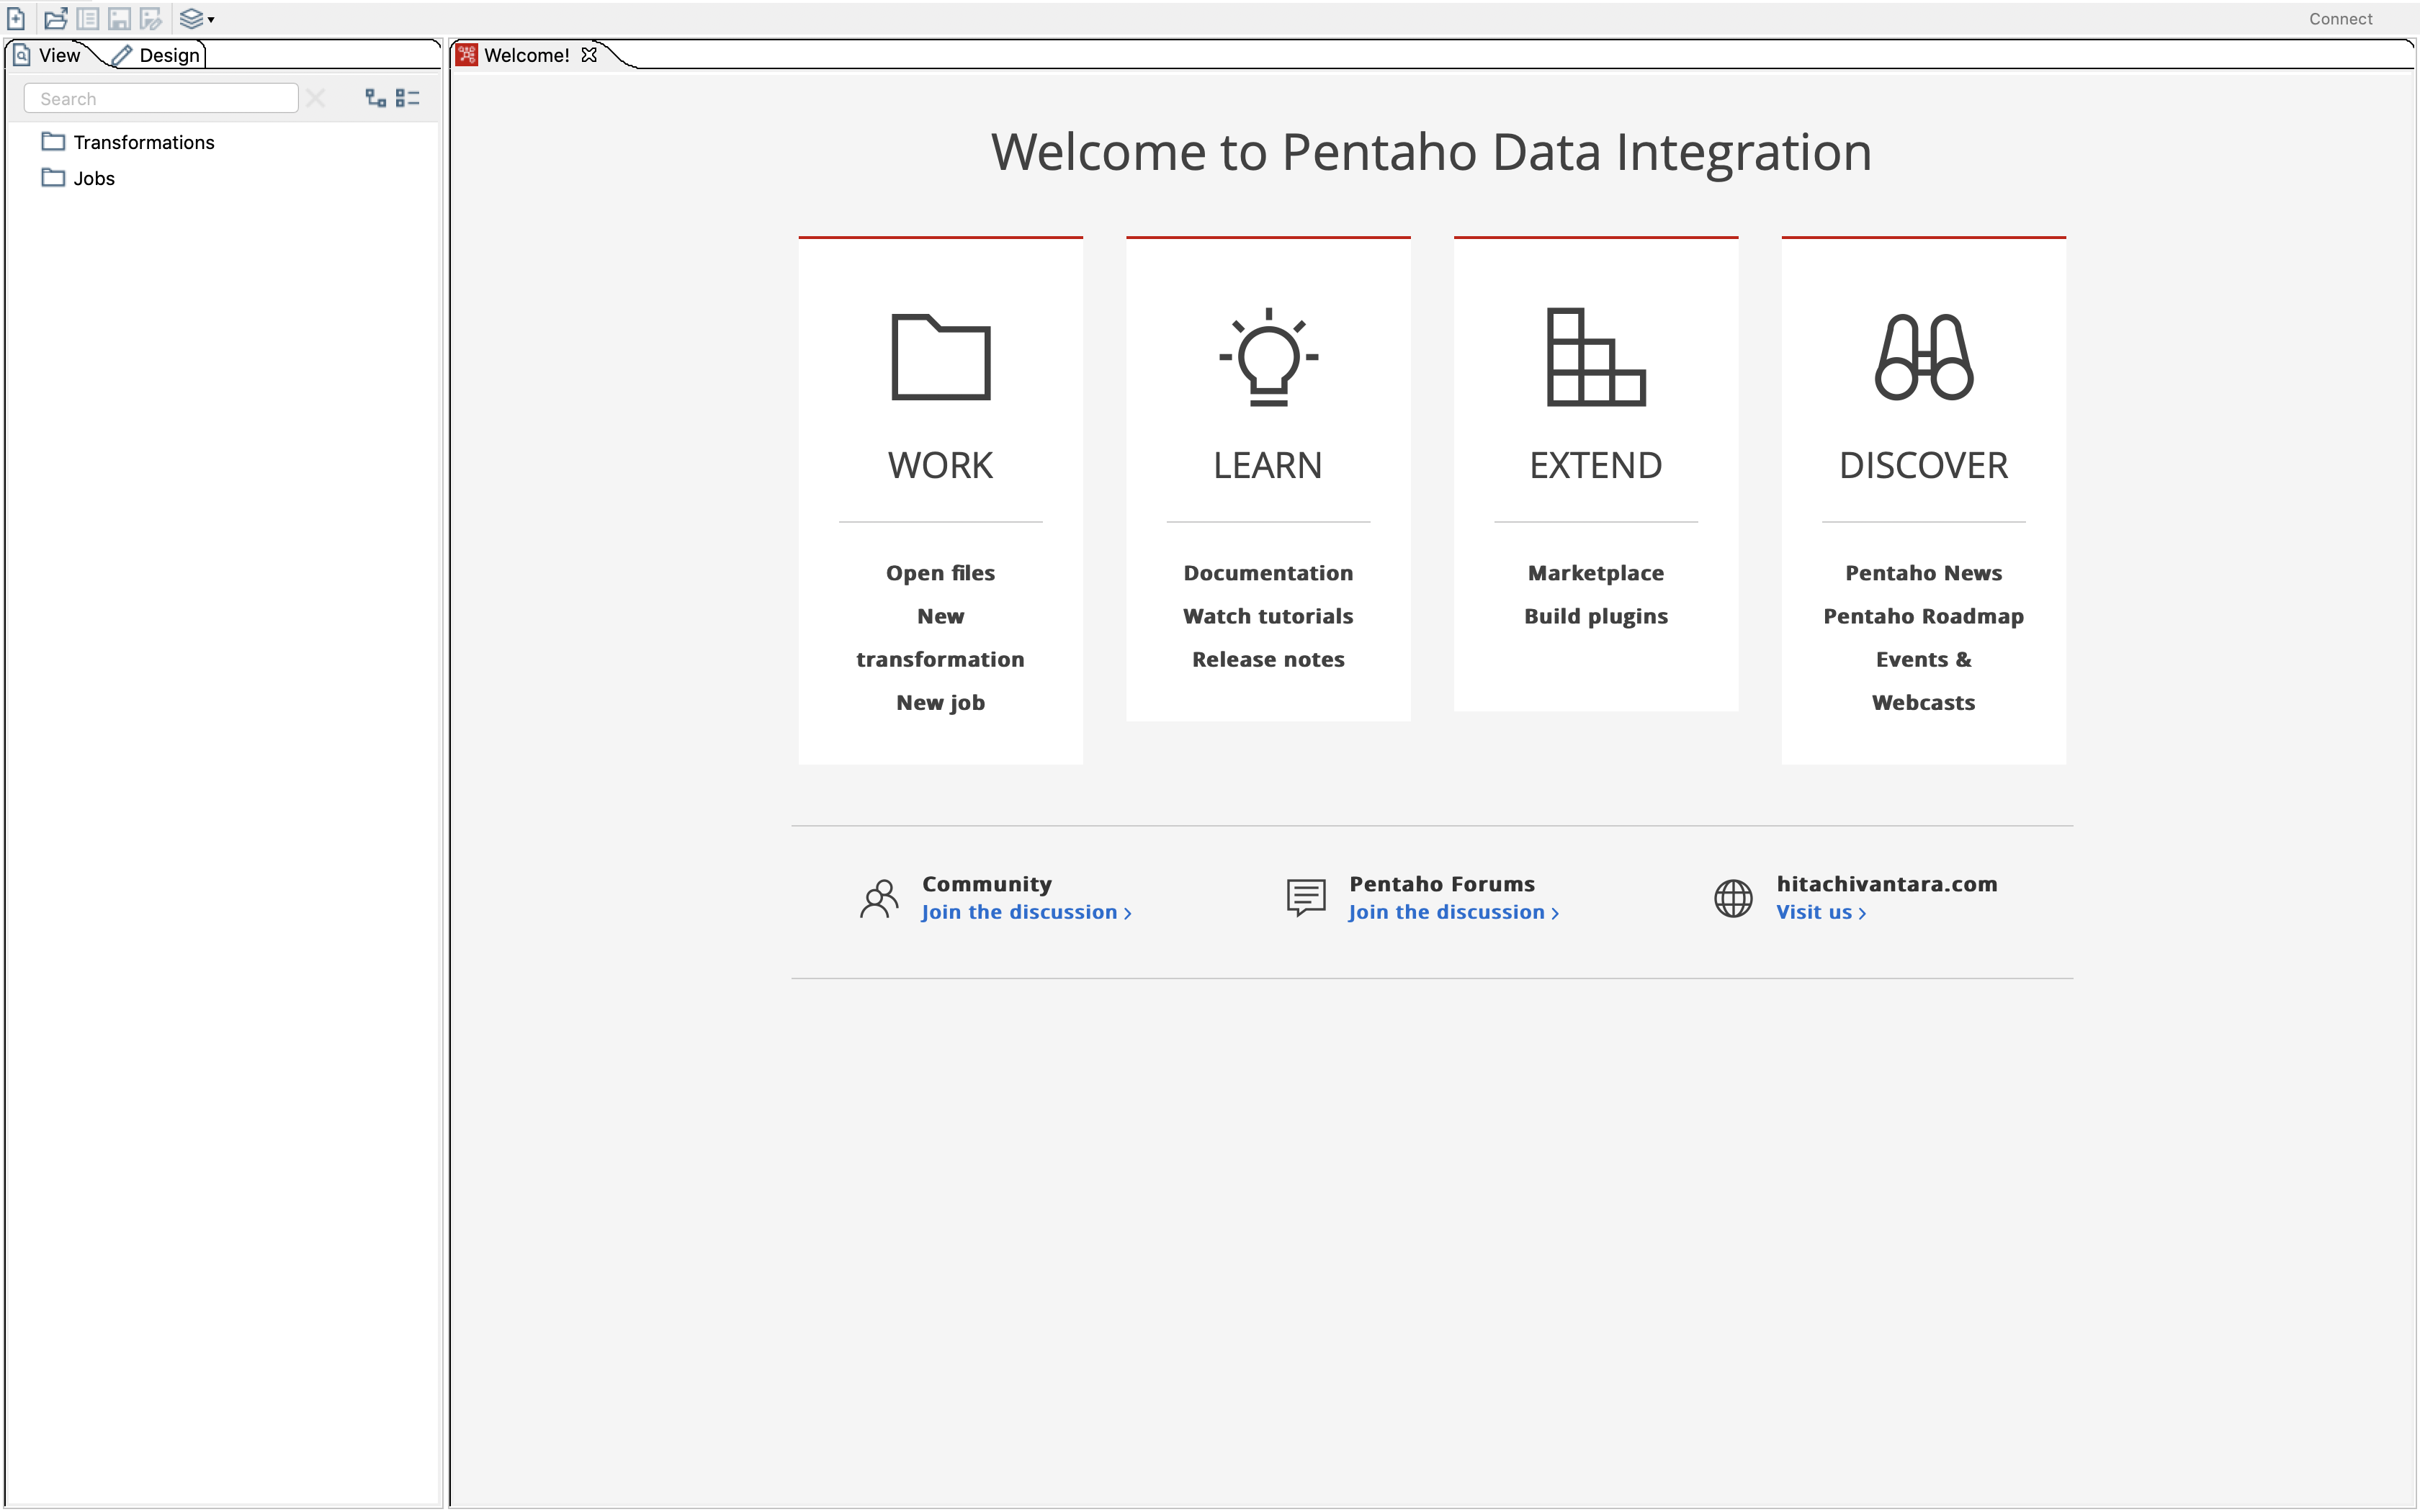 Connect
View
Design
Welcome!
Search
Transformations
Jobs
Welcome to Pentaho Data Integration
WORK
Open files
New
transformation
New job
LEARN
Documentation
Watch tutorials
Release notes
EXTEND
Marketplace
Build plugins
DISCOVER
Pentaho News
Pentaho Roadmap
Events &
Webcasts
Community
Join the discussion ›
Pentaho Forums
Join the discussion ›
hitachivantara.com
Visit us ›